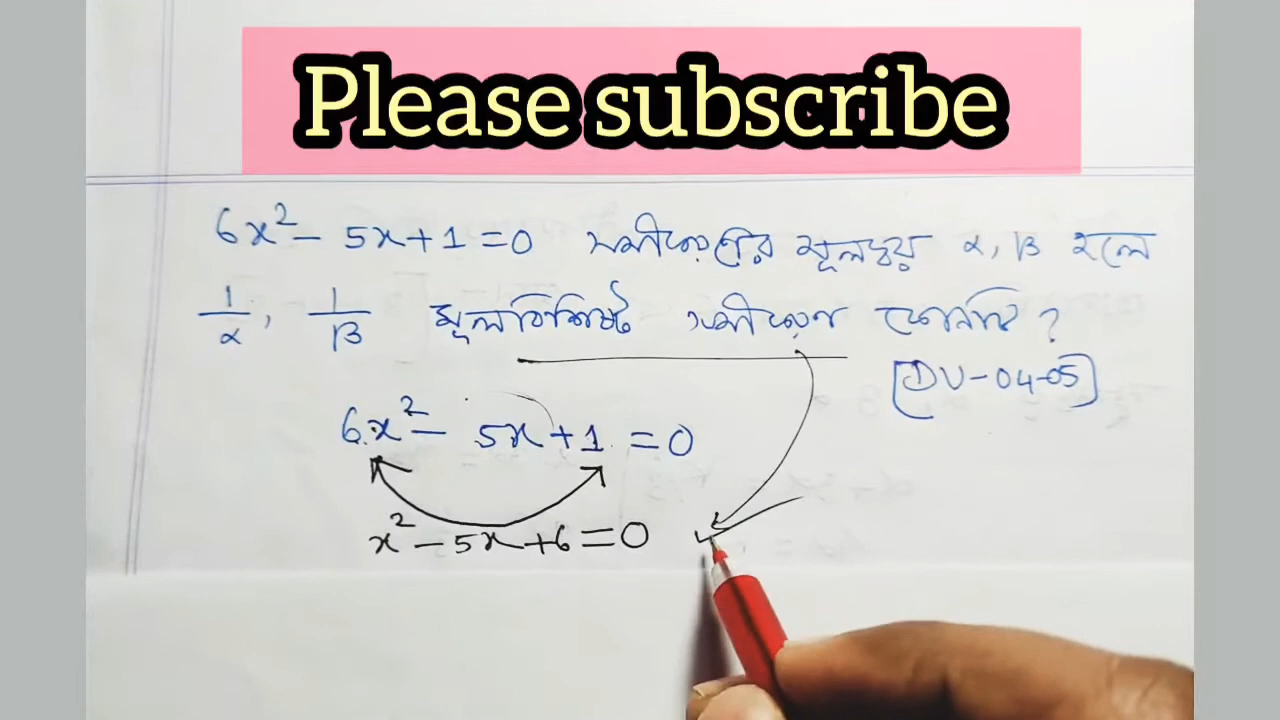 Please subscribe
6x² - 5x + 1 = 0 সমীকরণের মূলদ্বয় α, β হলে
1/α, 1/β মূলবিশিষ্ট সমীকরণ কোনটি ?
[DU-04-05]
6x² - 5x + 1 = 0
x² - 5x + 6 = 0